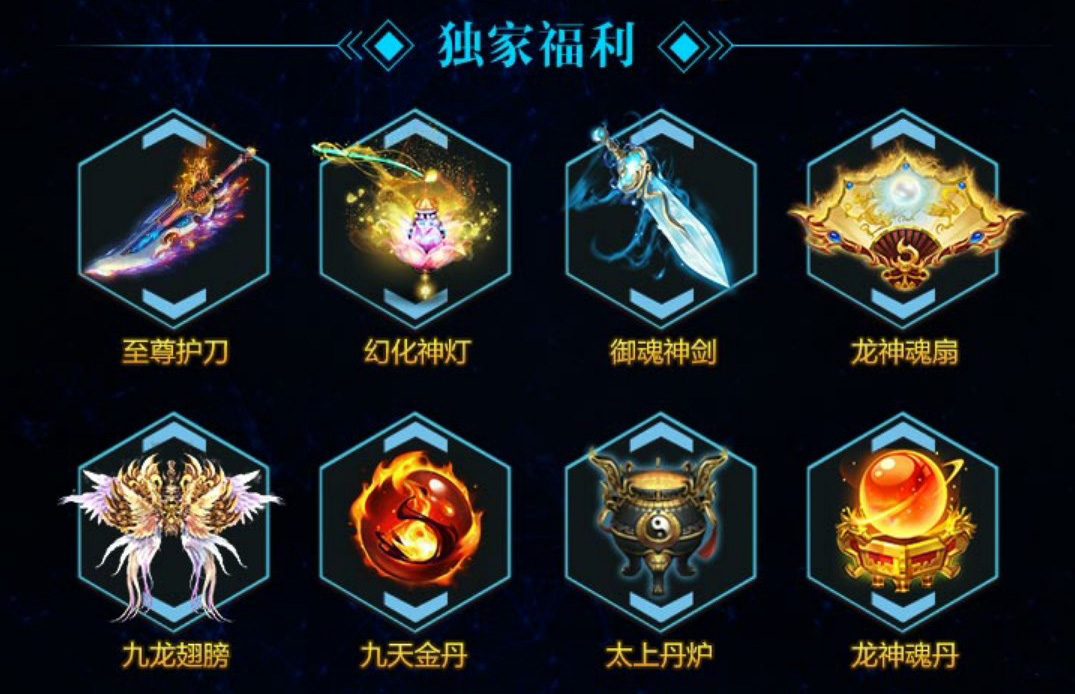 独家福利
至尊护刀
幻化神灯
御魂神剑
龙神魂扇
九龙翅膀
九天金丹
太上丹炉
龙神魂丹